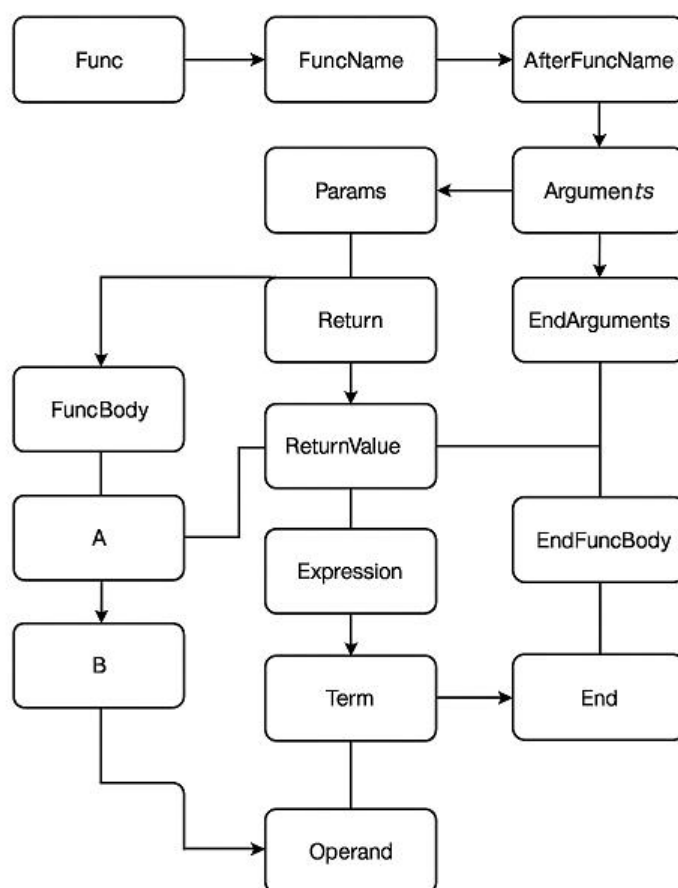 Func
FuncName
AfterFuncName
Params
Arguments
Return
EndArguments
FuncBody
ReturnValue
A
Expression
EndFuncBody
B
Term
End
Operand